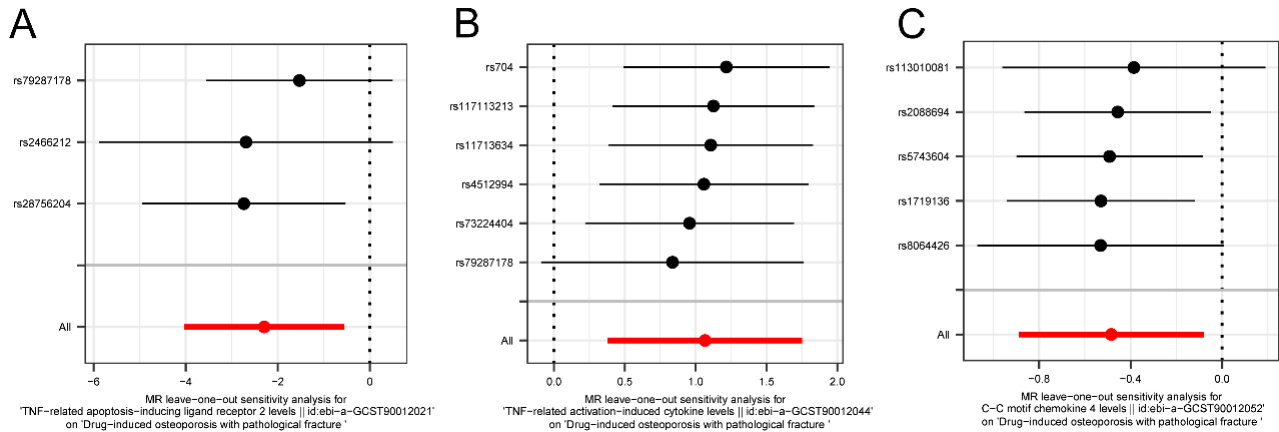 A
rs79287178
rs2466212
rs28756204
All
−6
−4
−2
0
MR leave−one−out sensitivity analysis for
'TNF−related apoptosis−inducing ligand receptor 2 levels || id:ebi−a−GCST90012021'
on 'Drug−induced osteoporosis with pathological fracture '
B
rs704
rs117113213
rs11713634
rs4512994
rs73224404
rs79287178
All
0.0
0.5
1.0
1.5
2.0
MR leave−one−out sensitivity analysis for
'TNF−related activation−induced cytokine levels || id:ebi−a−GCST90012044'
on 'Drug−induced osteoporosis with pathological fracture '
C
rs113010081
rs2088694
rs5743604
rs1719136
rs8064426
All
−0.8
−0.4
0.0
MR leave−one−out sensitivity analysis for
C−C motif chemokine 4 levels || id:ebi−a−GCST90012052'
on 'Drug−induced osteoporosis with pathological fracture '